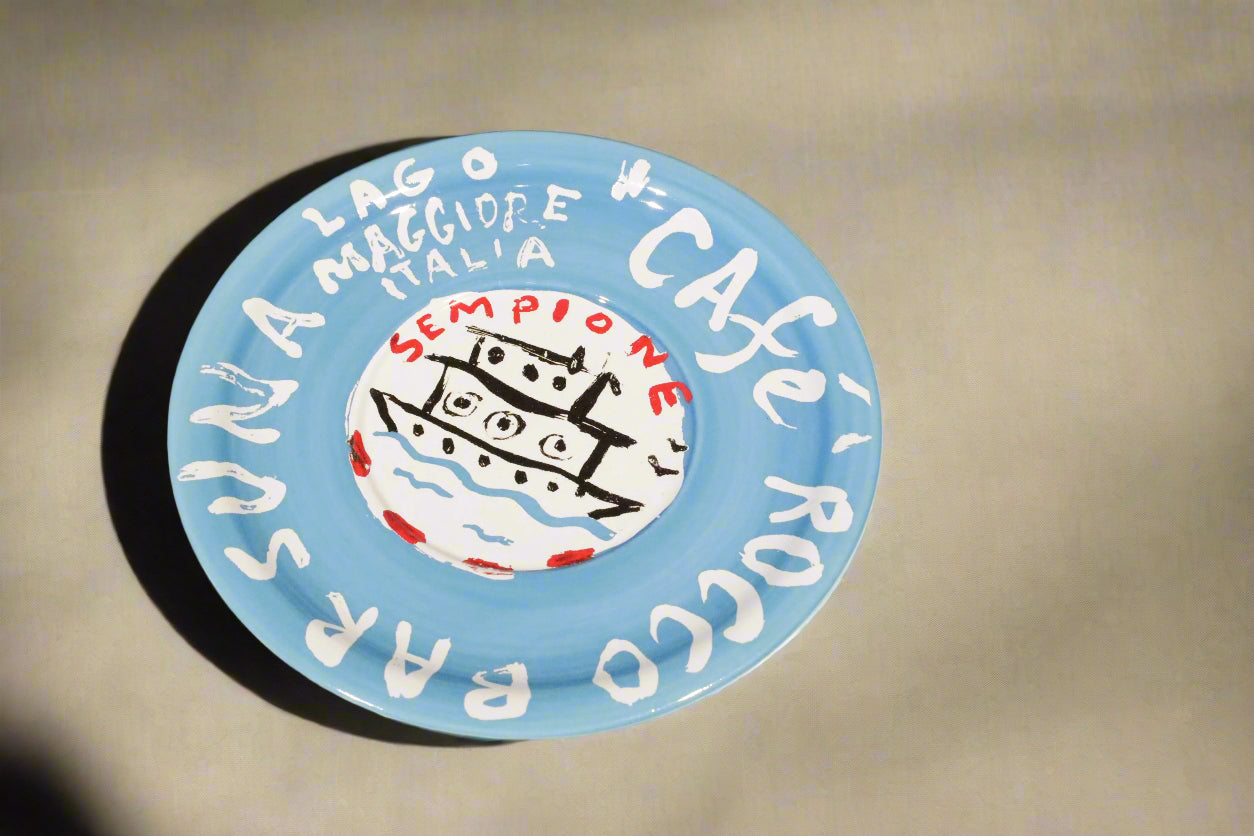 LAGO
MAGGIORE
ITALIA
"CAfé" ROCCO BAR SUNA
SEMPIONE